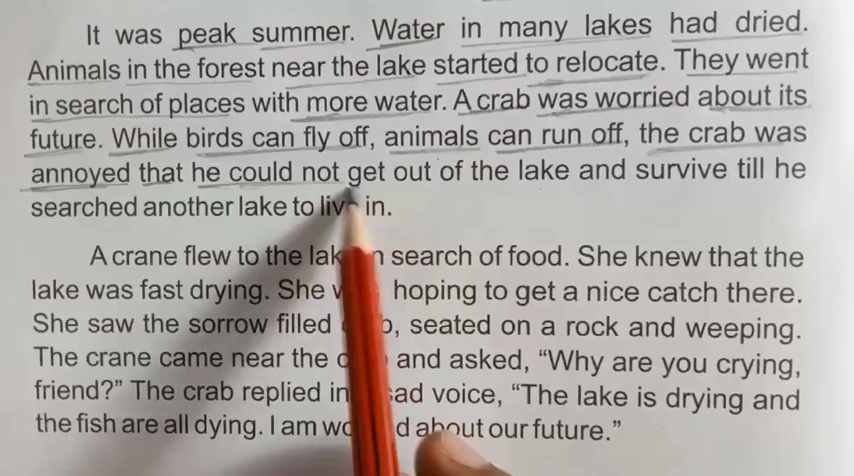 It was peak summer. Water in many lakes had dried.
Animals in the forest near the lake started to relocate. They went
in search of places with more water. A crab was worried about its
future. While birds can fly off, animals can run off, the crab was
annoyed that he could not get out of the lake and survive till he
searched another lake to live in.
A crane flew to the lake in search of food. She knew that the
lake was fast drying. She hoping to get a nice catch there.
She saw the sorrow filled seated on a rock and weeping.
The crane came near the and asked, “Why are you crying,
friend?” The crab replied in sad voice, “The lake is drying and
the fish are all dying. I am about our future.”